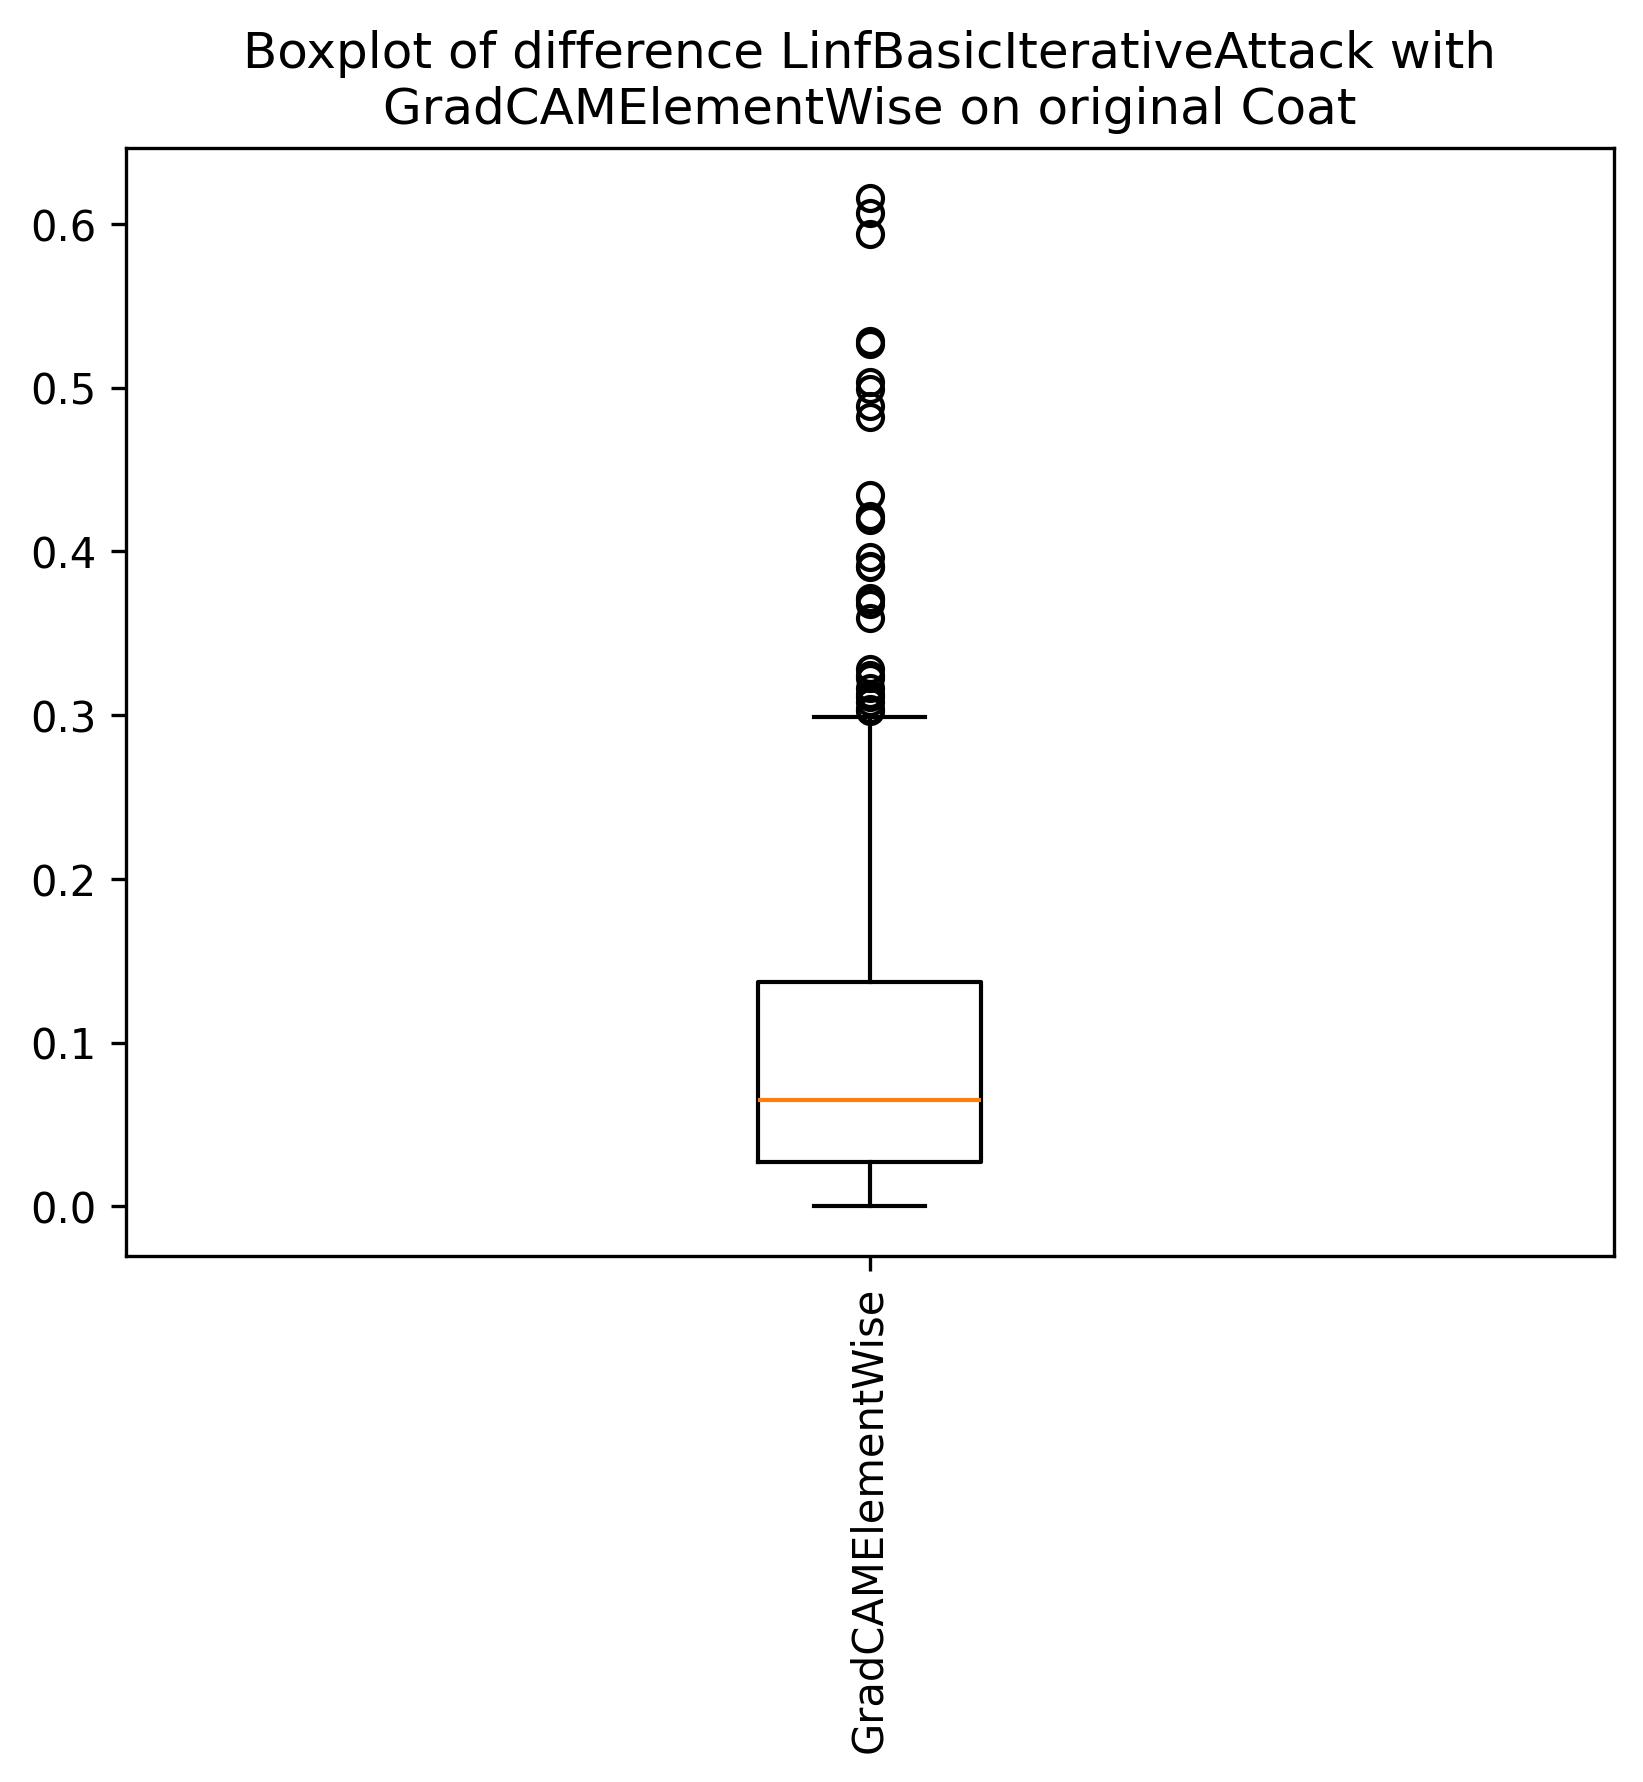 Boxplot of difference LinfBasicIterativeAttack with
GradCAMElementWise on original Coat
0.6
0.5
0.4
0.3
0.2
0.1
0.0
GradCAMElementWise